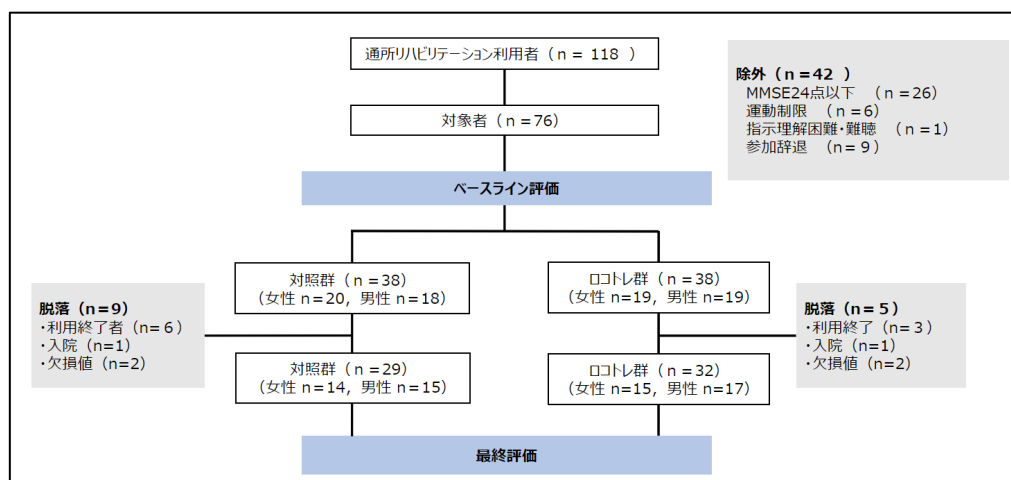 通所リハビリテーション利用者（n = 118 ）
除外（n＝42 ）
MMSE24点以下 （n＝26）
運動制限 （n＝6）
指示理解困難・難聴 （n＝1）
参加辞退 （n＝9）
対象者（n＝76）
ベースライン評価
対照群（n＝38）
（女性 n=20，男性 n=18）
ロコトレ群（n＝38）
（女性 n=19，男性 n=19）
脱落（n=9）
・利用終了者（n=6）
・入院（n=1）
・欠損値（n=2）
脱落（n＝5）
・利用終了（n=3）
・入院（n=1）
・欠損値（n=2）
対照群（n＝29）
（女性 n=14，男性 n=15）
ロコトレ群（n＝32）
（女性 n=15，男性 n=17）
最終評価